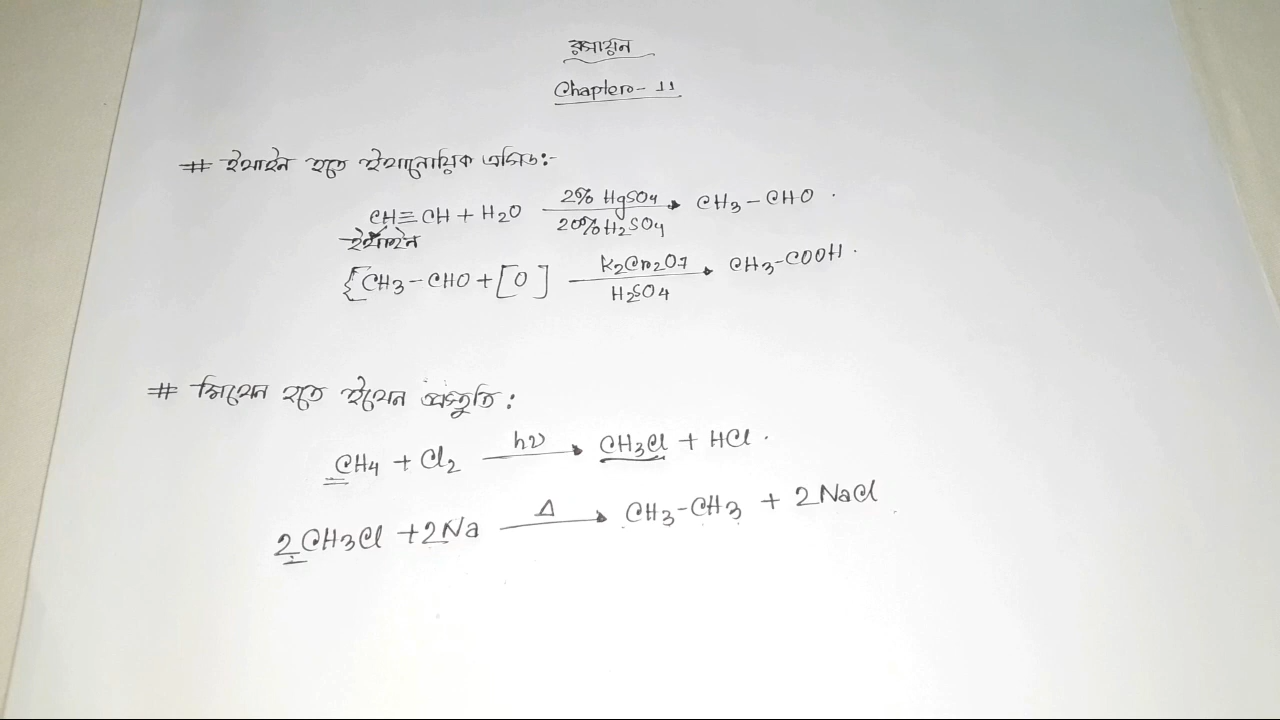 রসায়ন
Chapter - 11
# ইথাইন হতে ইথানোয়িক এসিড:-
CH≡CH + H2O 2% HgSO4 / 20% H2SO4 → CH3 - CHO .
ইথাইন
{CH3 - CHO + [O] K2Cr2O7 / H2SO4 → CH3-COOH .
# মিথেন হতে ইথেন প্রস্তুতি :
CH4 + Cl2 hν → CH3Cl + HCl .
2CH3Cl + 2Na Δ → CH3-CH3 + 2NaCl